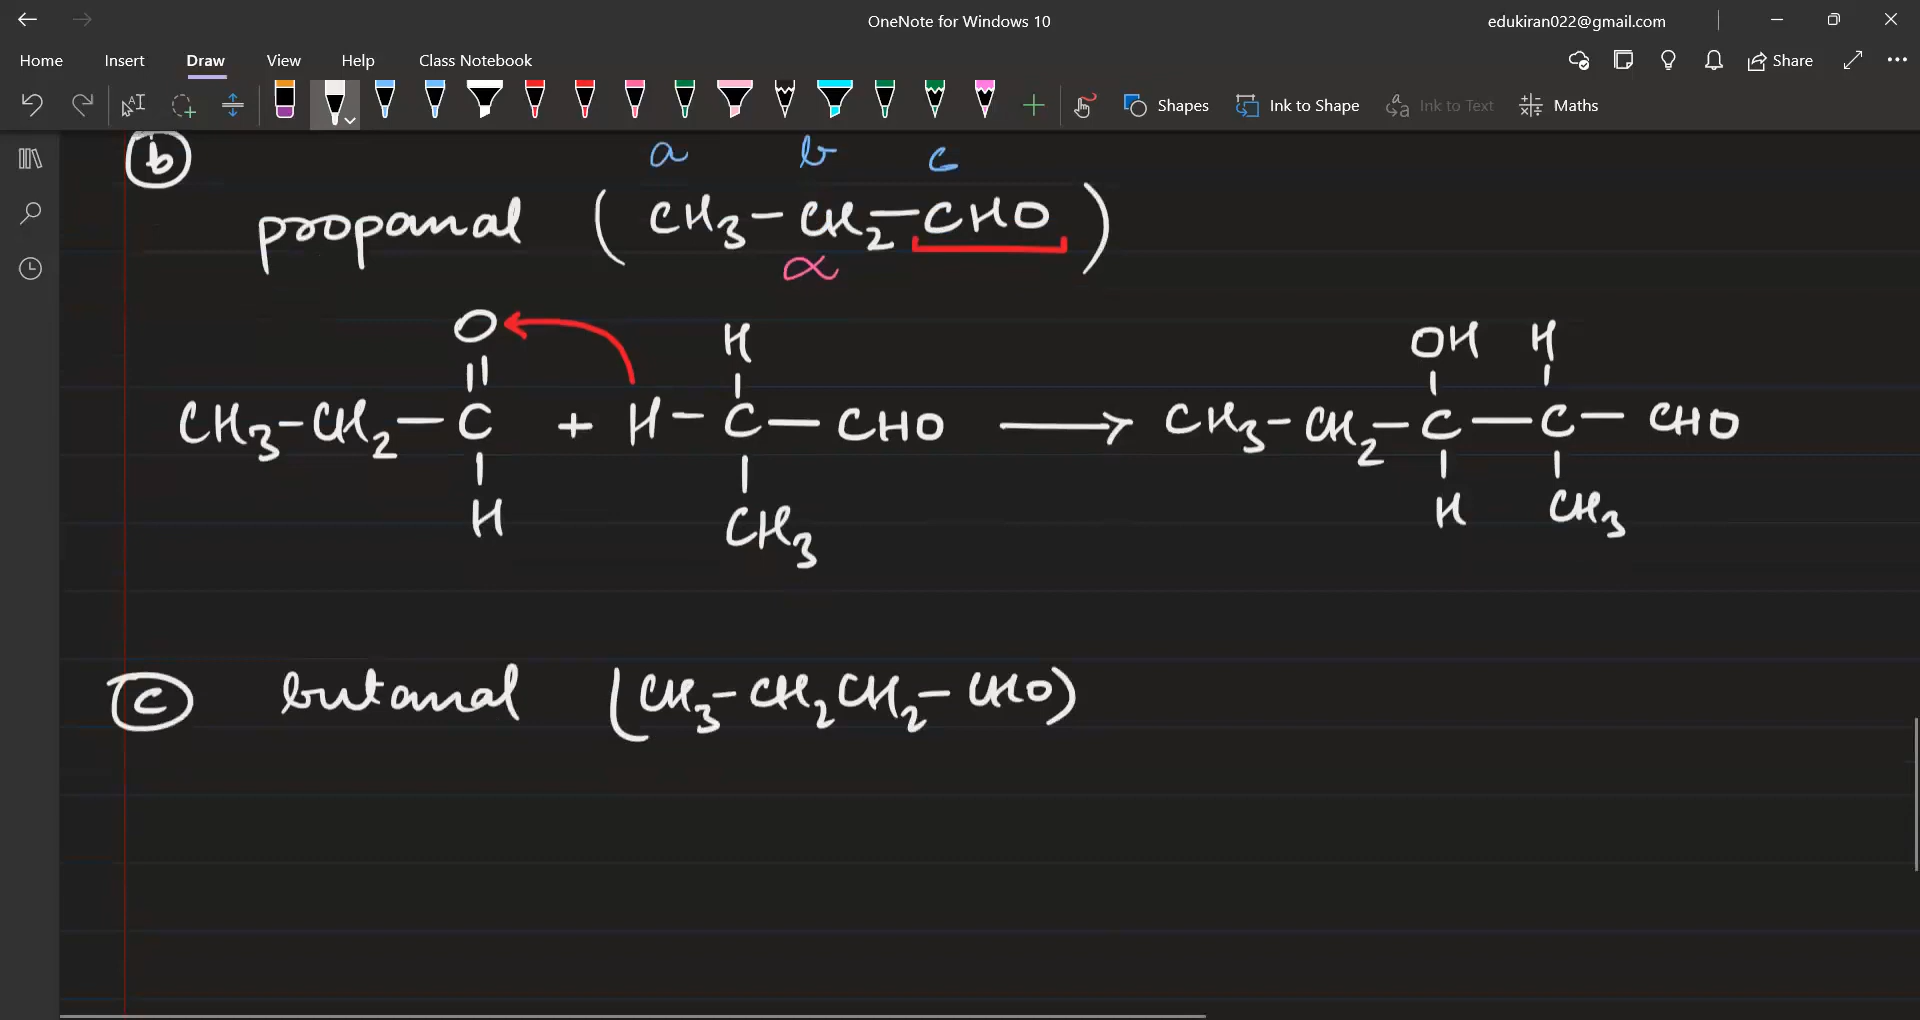 OneNote for Windows 10
edukiran022@gmail.com
Home Insert Draw View Help Class Notebook
Share
Shapes Ink to Shape Ink to Text Maths
b
a b c
propanal (CH3-CH2-CHO)
α
O H OH H
CH3-CH2-C + H-C-CHO → CH3-CH2-C-C-CHO
H CH3 H CH3
c butanal (CH3-CH2CH2-CHO)